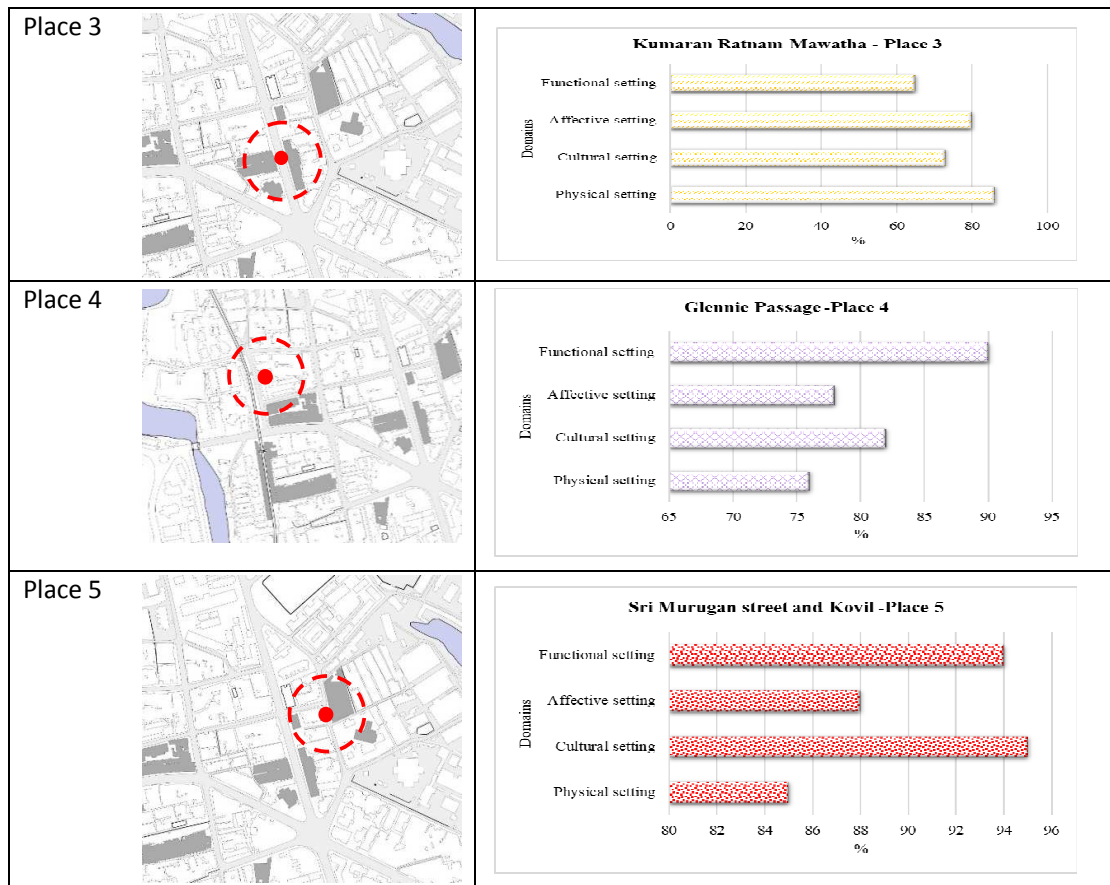 Place 3
Kumaran Ratnam Mawatha - Place 3
Functional setting
Affective setting
Cultural setting
Physical setting
Domains
0 20 40 60 80 100
%
Place 4
Glennie Passage -Place 4
Functional setting
Affective setting
Cultural setting
Physical setting
Domains
65 70 75 80 85 90 95
%
Place 5
Sri Murugan street and Kovil -Place 5
Functional setting
Affective setting
Cultural setting
Physical setting
Domains
80 82 84 86 88 90 92 94 96
%